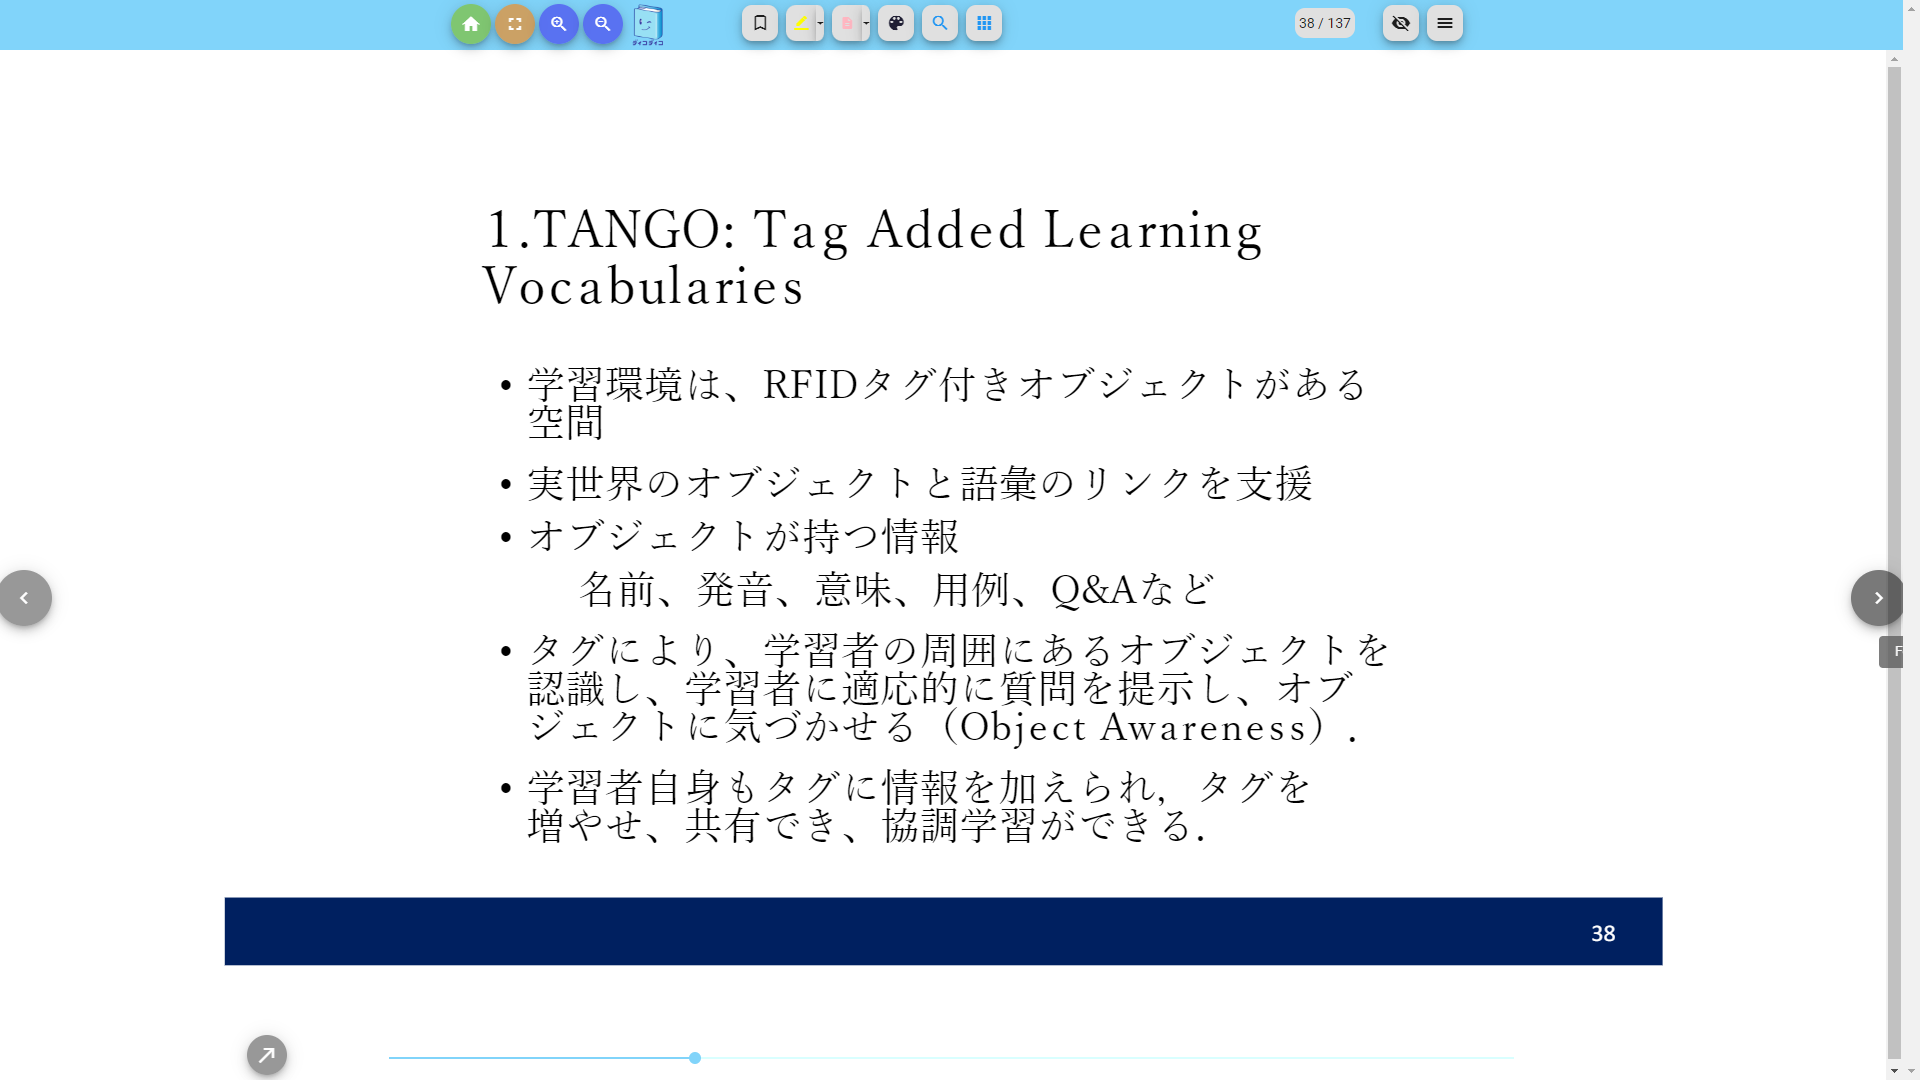 ダイコダイコ
38 / 137
1.TANGO: Tag Added Learning
Vocabularies
• 学習環境は、RFIDタグ付きオブジェクトがある
空間
• 実世界のオブジェクトと語彙のリンクを支援
• オブジェクトが持つ情報
名前、発音、意味、用例、Q&Aなど
• タグにより、学習者の周囲にあるオブジェクトを
認識し、学習者に適応的に質問を提示し、オブ
ジェクトに気づかせる（Object Awareness）.
• 学習者自身もタグに情報を加えられ，タグを
増やせ、共有でき、協調学習ができる.
F
38